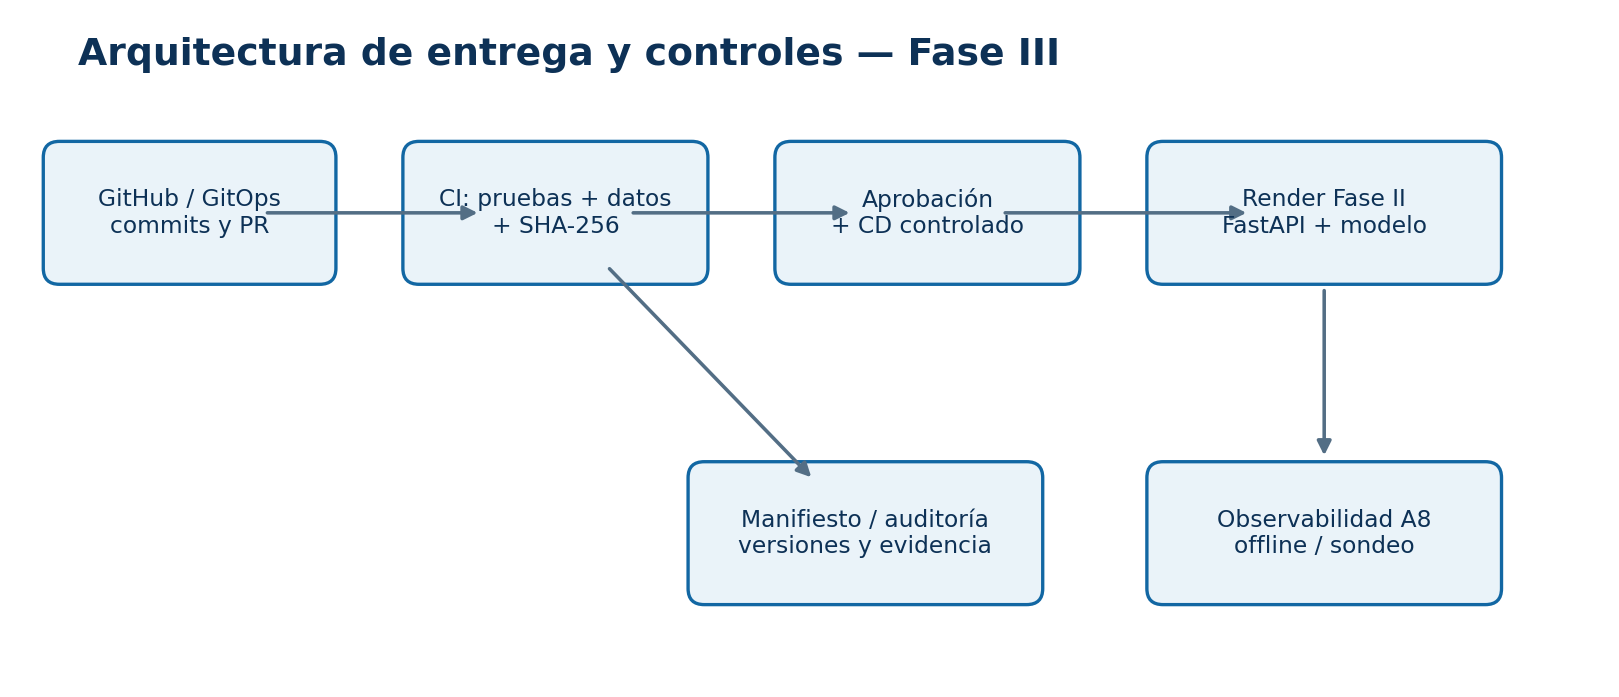 Arquitectura de entrega y controles — Fase III
GitHub / GitOps
commits y PR
CI: pruebas + datos
+ SHA-256
Aprobación
+ CD controlado
Render Fase II
FastAPI + modelo
Manifiesto / auditoría
versiones y evidencia
Observabilidad A8
offline / sondeo